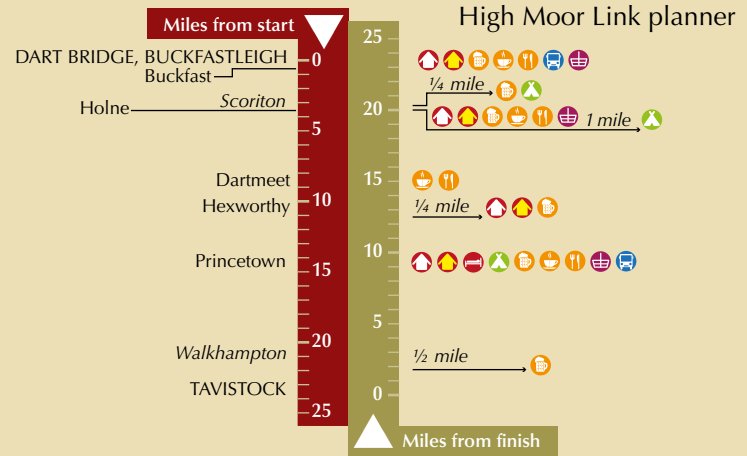 High Moor Link planner
Miles from start
25
DART BRIDGE, BUCKFASTLEIGH
0
Buckfast
¼ mile
Scoriton
20
Holne
1 mile
5
Dartmeet
15
Hexworthy
10
¼ mile
Princetown
10
15
5
20
Walkhampton
½ mile
TAVISTOCK
0
25
Miles from finish